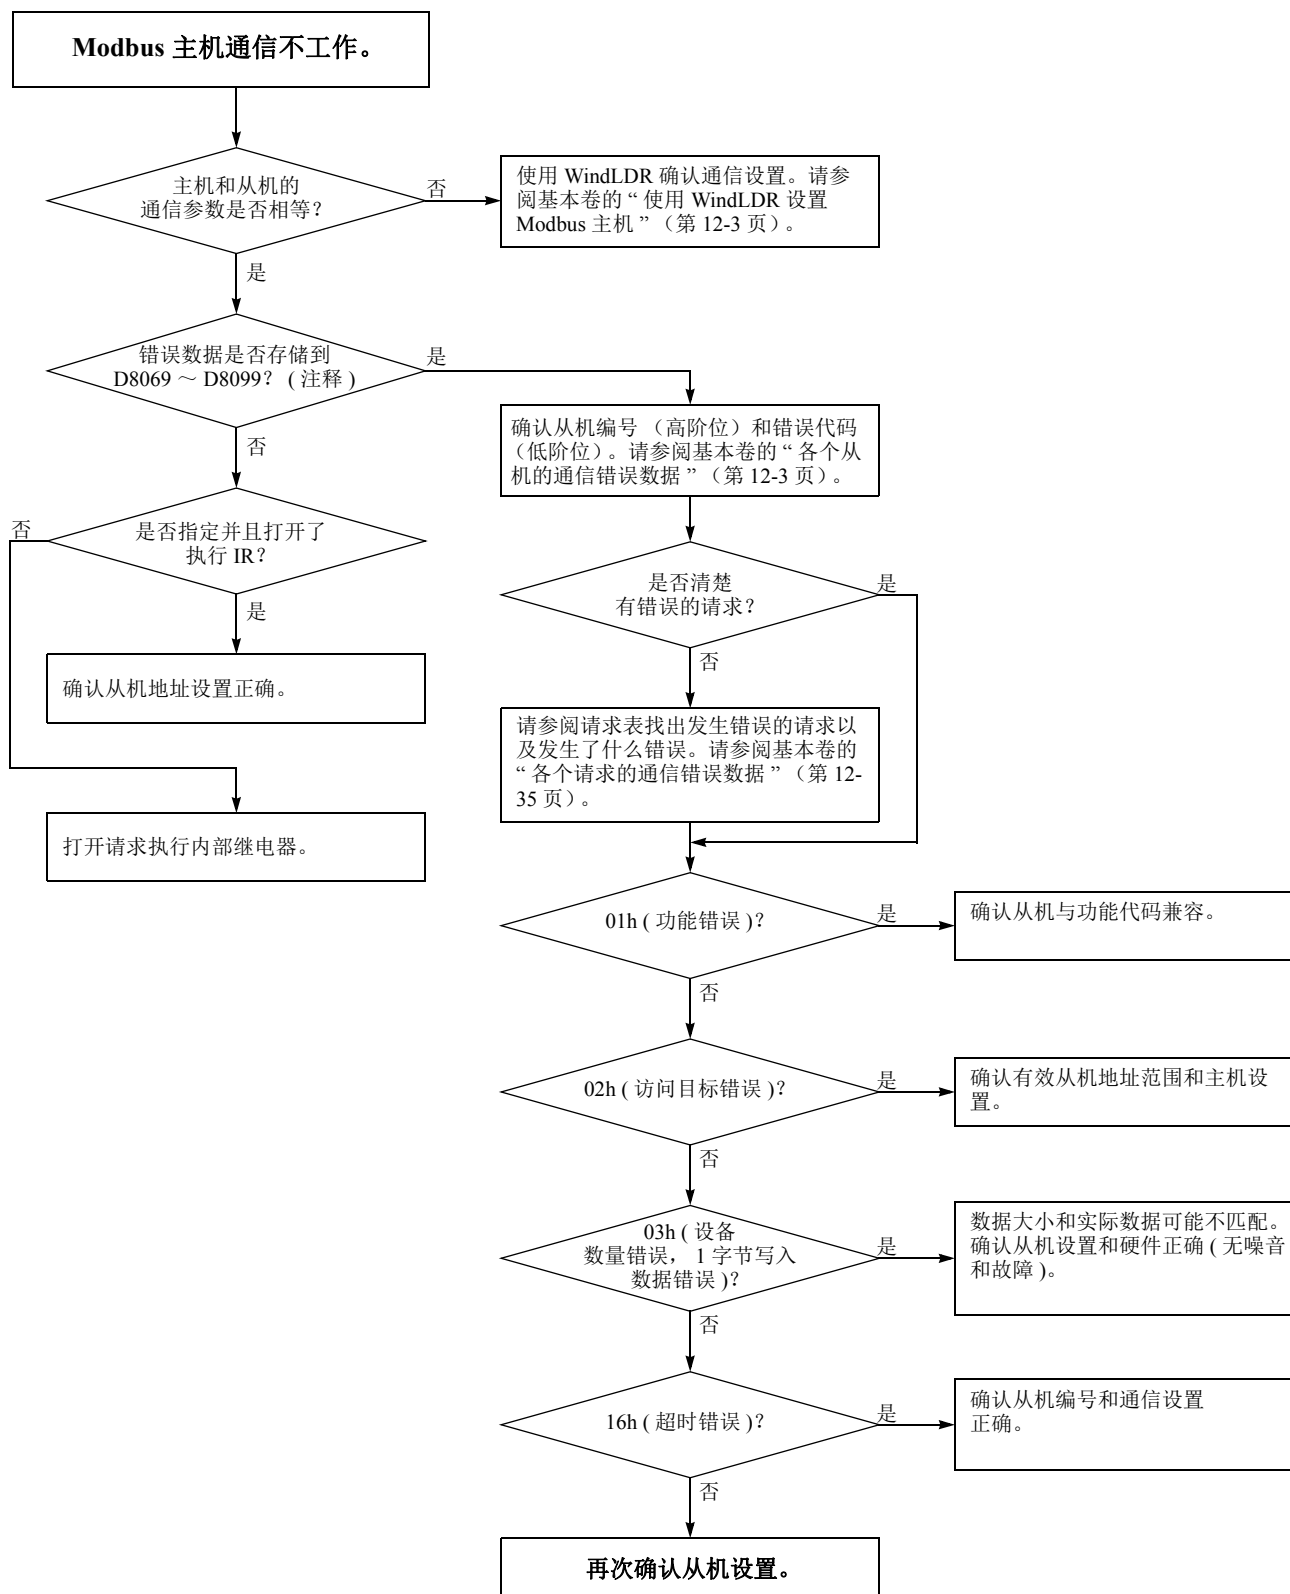 Modbus 主机通信不工作。
主机和从机的
通信参数是否相等？
否
使用 WindLDR 确认通信设置。请参
阅基本卷的 “ 使用 WindLDR 设置
Modbus 主机 ” （第 12-3 页）。
是
错误数据是否存储到
D8069 ～ D8099？ ( 注释 )
是
否
确认从机编号 （高阶位）和错误代码
（低阶位）。请参阅基本卷的 “ 各个从
机的通信错误数据 ” （第 12-3 页）。
否
是否指定并且打开了
执行 IR？
是
确认从机地址设置正确。
打开请求执行内部继电器。
是否清楚
有错误的请求？
是
否
请参阅请求表找出发生错误的请求以
及发生了什么错误。请参阅基本卷的
“ 各个请求的通信错误数据 ” （第 12-
35 页）。
01h ( 功能错误 )？
是
确认从机与功能代码兼容。
否
02h ( 访问目标错误 )？
是
确认有效从机地址范围和主机设
置。
否
03h ( 设备
数量错误， 1 字节写入
数据错误 )？
是
数据大小和实际数据可能不匹配。
确认从机设置和硬件正确 ( 无噪音
和故障 )。
否
16h ( 超时错误 )？
是
确认从机编号和通信设置
正确。
否
再次确认从机设置。